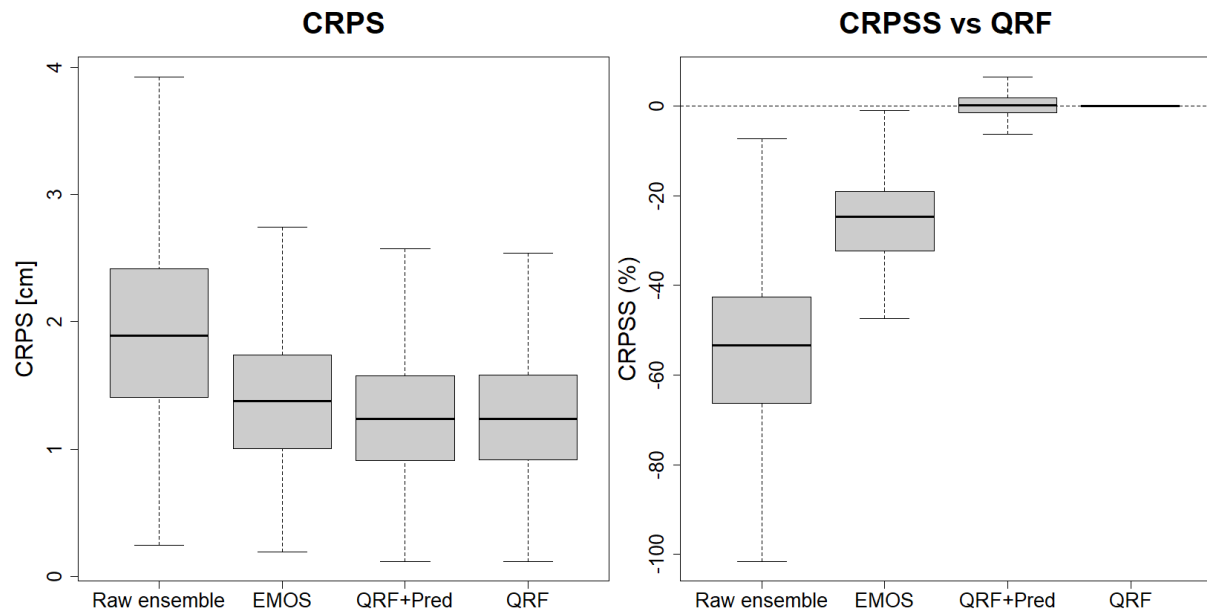 CRPS
CRPS [cm]
4
3
2
1
0
Raw ensemble EMOS QRF+Pred QRF
CRPSS vs QRF
CRPSS (%)
0
-20
-40
-60
-80
-100
Raw ensemble EMOS QRF+Pred QRF